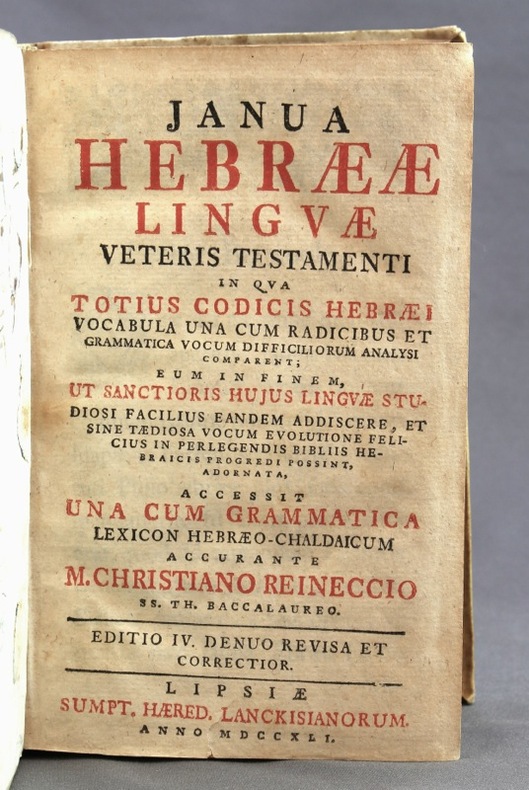 JANUA
HEBRÆÆ
LINGVÆ
VETERIS TESTAMENTI
IN QVA
TOTIUS CODICIS HEBRÆI
VOCABULA UNA CUM RADICIBUS ET
GRAMMATICA VOCUM DIFFICILIORUM ANALYSI
COMPARENT;
EUM IN FINEM,
UT SANCTIORIS HUJUS LINGVÆ STU-
DIOSI FACILIUS EANDEM ADDISCERE, ET
SINE TÆDIOSA VOCUM EVOLUTIONE FELI-
CIUS IN PERLEGENDIS BIBLIIS HE-
BRAICIS PROGREDI POSSINT,
ADORNATA,
ACCESSIT
UNA CUM GRAMMATICA
LEXICON HEBRÆO-CHALDAICUM
ACCURANTE
M. CHRISTIANO REINECCIO
SS. TH. BACCALAUREO.
EDITIO IV. DENUO REVISA ET
CORRECTIOR.
LIPSIÆ
SUMPT. HÆRED. LANCKISIANORUM.
ANNO MDCCXLI.